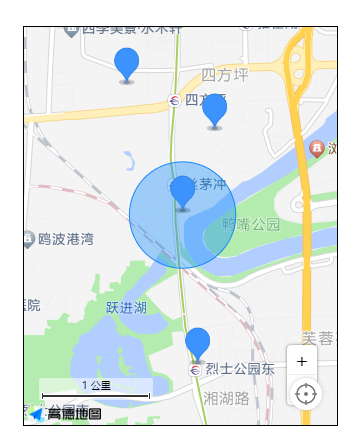 四季美景·水木轩
四方坪
四方坪
丝茅冲
鸭嘴公园
鸥波港湾
跃进湖
医院
芙蓉
烈士公园东
1 公里
湘湖路
高德地图
+